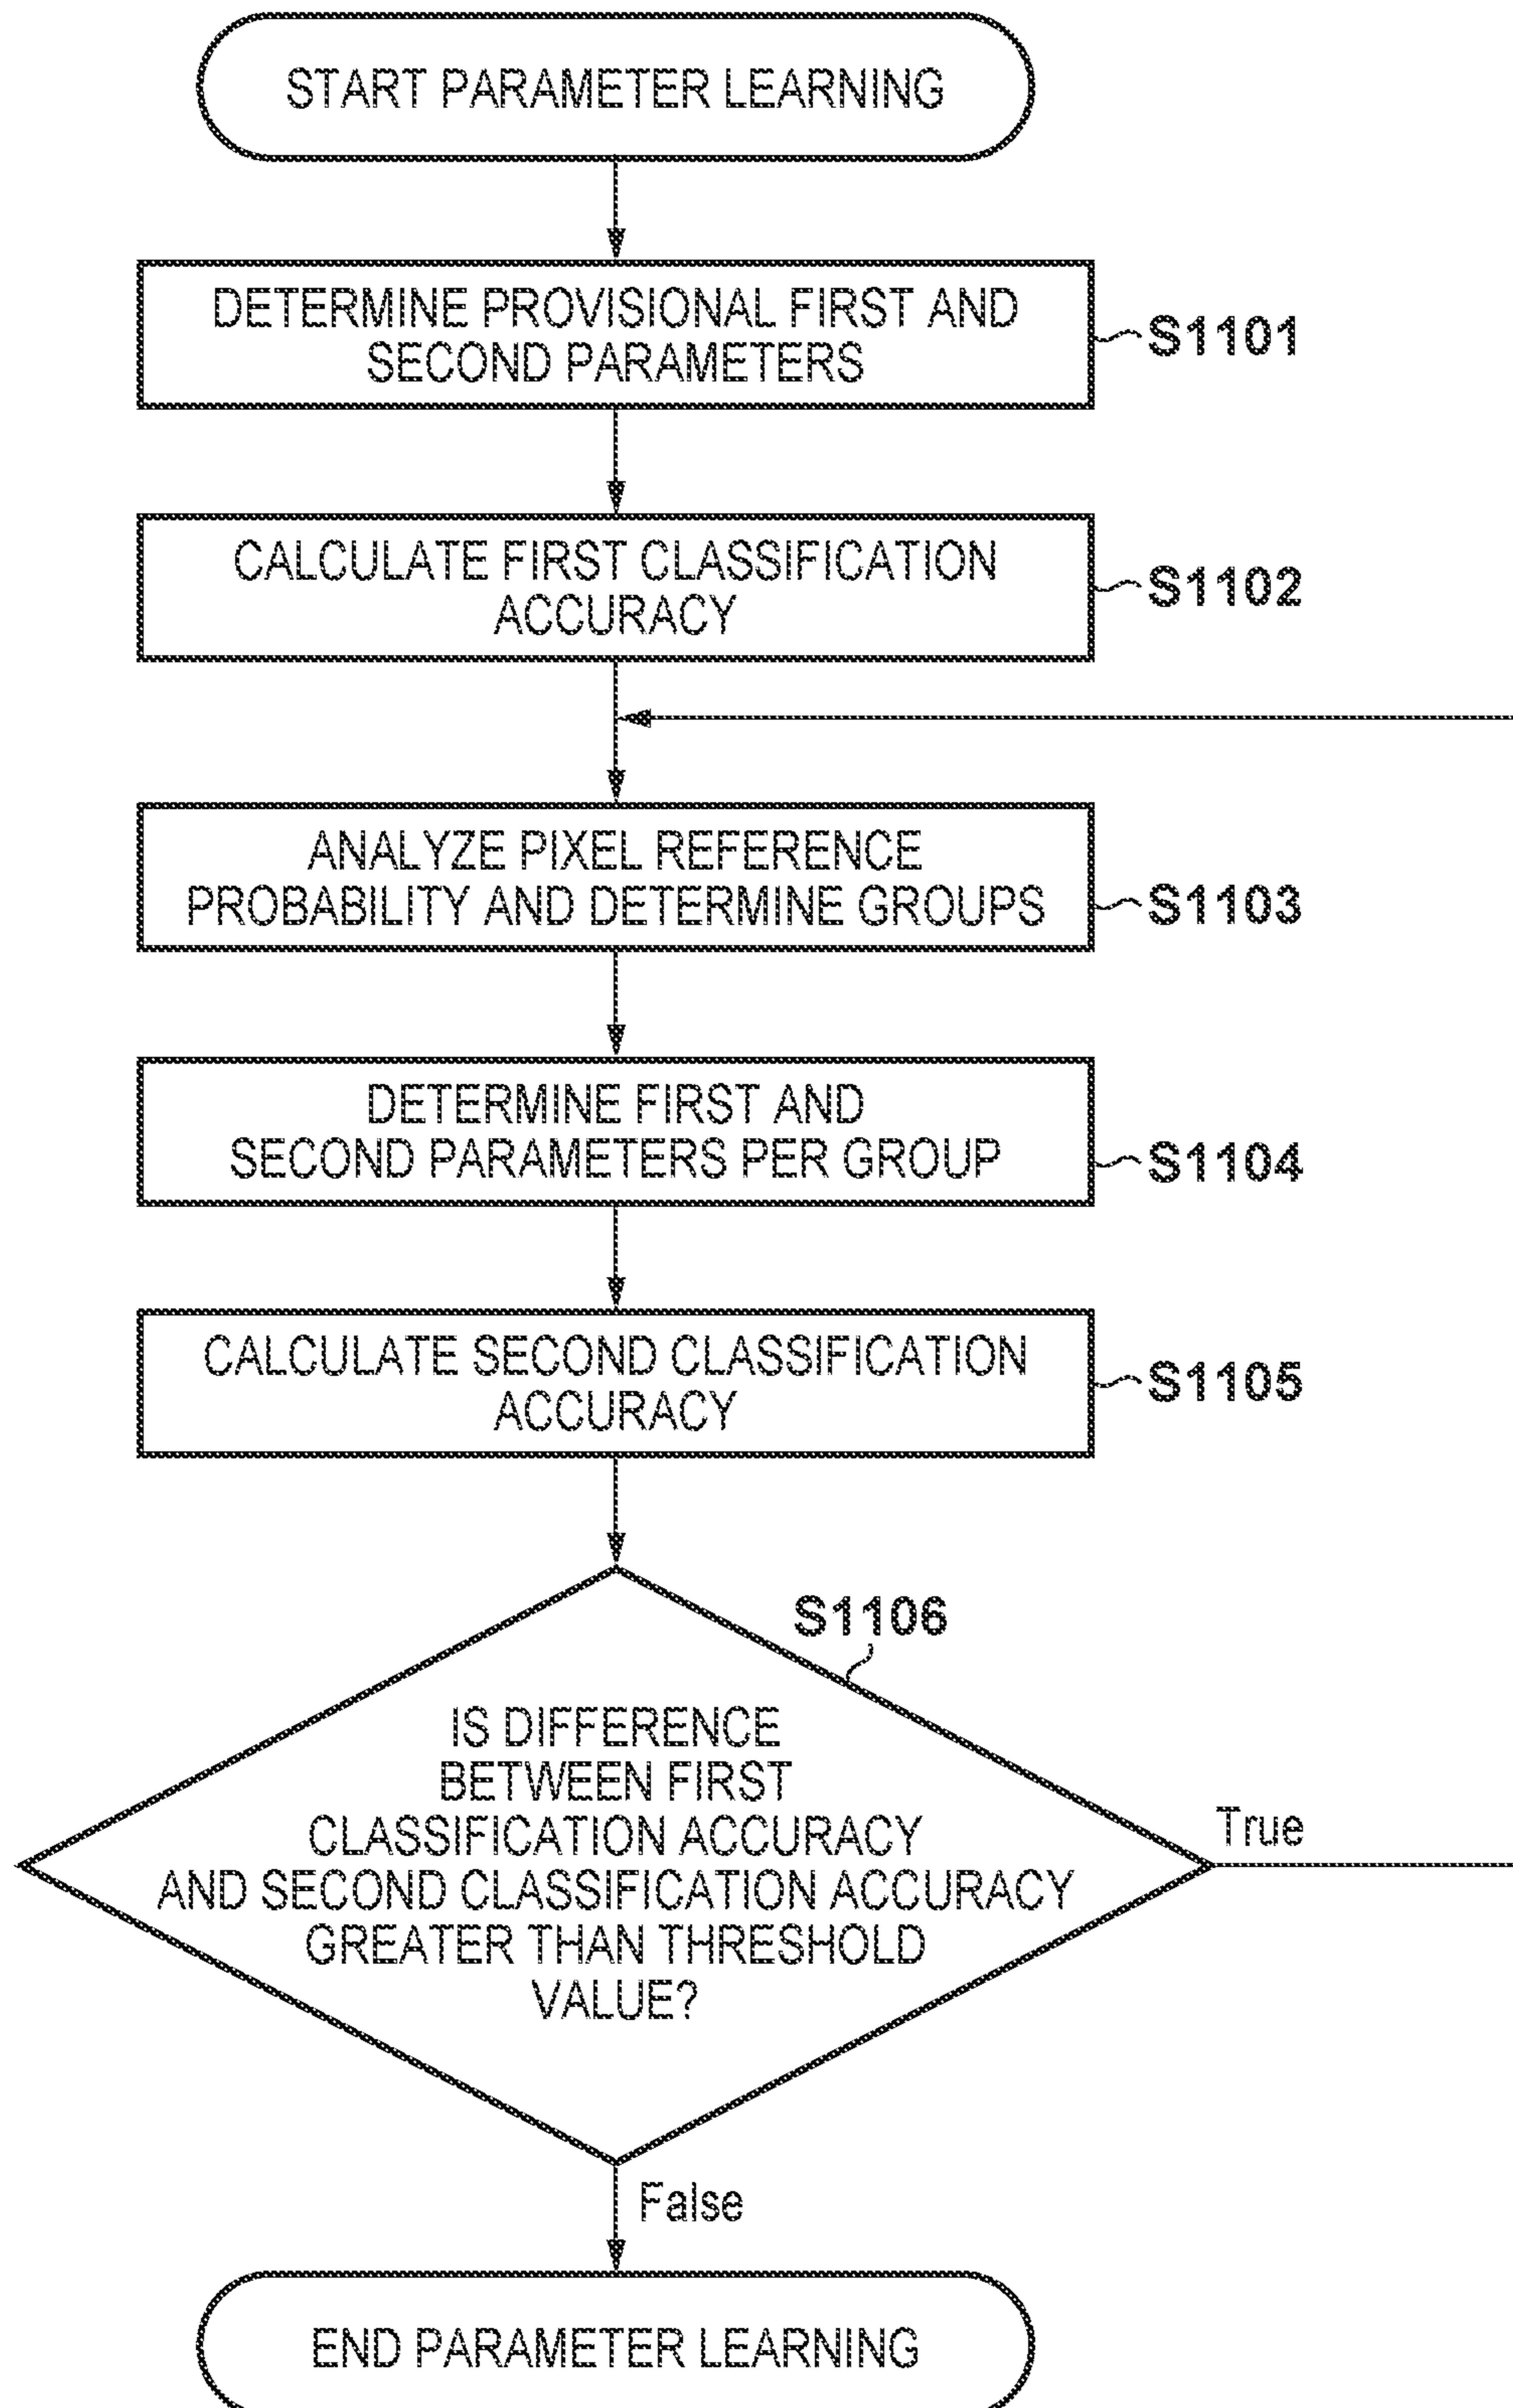 START PARAMETER LEARNING
DETERMINE PROVISIONAL FIRST AND
SECOND PARAMETERS
S1101
CALCULATE FIRST CLASSIFICATION
ACCURACY
S1102
ANALYZE PIXEL REFERENCE
PROBABILITY AND DETERMINE GROUPS
S1103
DETERMINE FIRST AND
SECOND PARAMETERS PER GROUP
S1104
CALCULATE SECOND CLASSIFICATION
ACCURACY
S1105
S1106
IS DIFFERENCE
BETWEEN FIRST
CLASSIFICATION ACCURACY
AND SECOND CLASSIFICATION ACCURACY
GREATER THAN THRESHOLD
VALUE?
True
False
END PARAMETER LEARNING